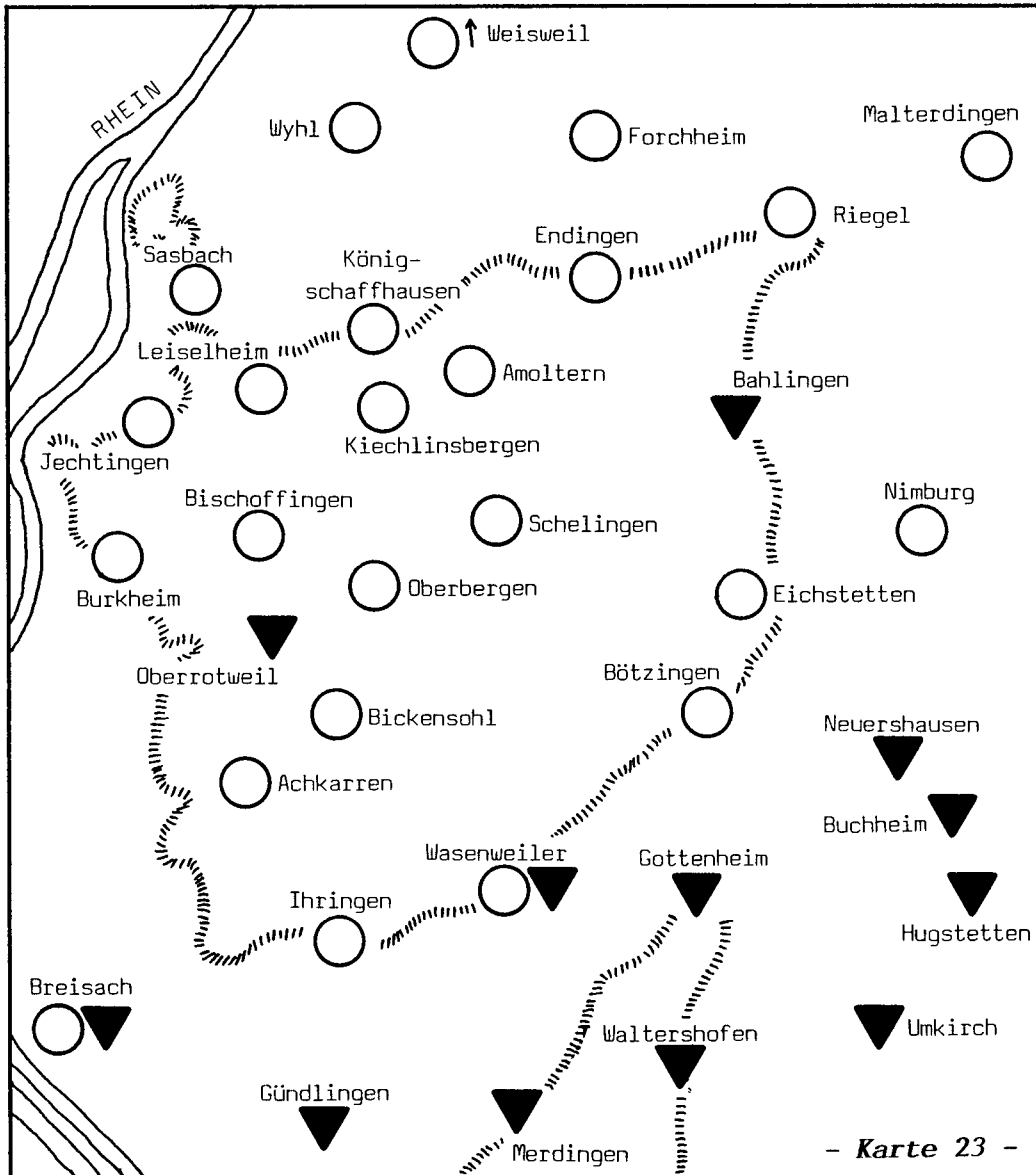 ↑ Weisweil
RHEIN
Wyhl
Forchheim
Malterdingen
Riegel
Endingen
Sasbach
König-
schaffhausen
Leiselheim
Amoltern
Bahlingen
Kiechlinsbergen
Jechtingen
Bischoffingen
Schelingen
Nimburg
Oberbergen
Eichstetten
Burkheim
Oberrotweil
Bötzingen
Bickensohl
Neuershausen
Achkarren
Buchheim
Wasenweiler
Gottenheim
Ihringen
Hugstetten
Breisach
Waltershofen
Umkirch
Gündlingen
Merdingen
- Karte 23 -